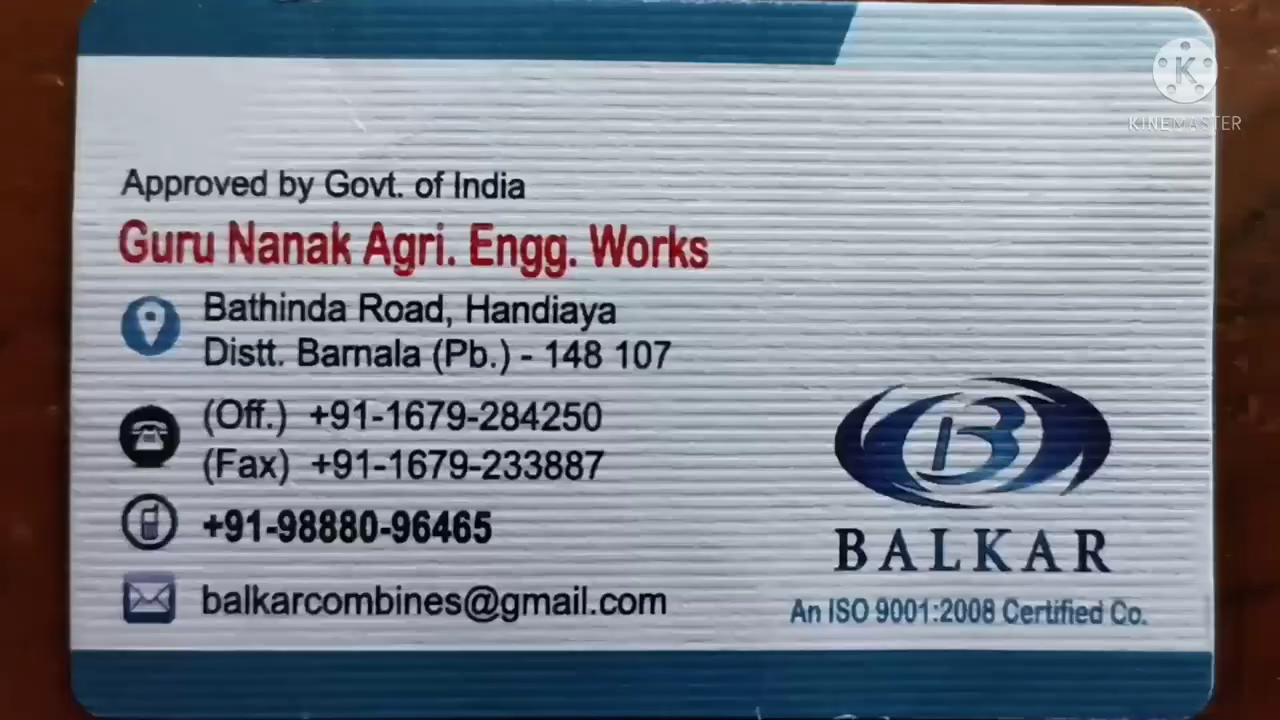 Approved by Govt. of India
Guru Nanak Agri. Engg. Works
Bathinda Road, Handiaya
Distt. Barnala (Pb.) - 148 107
(Off.) +91-1679-284250
(Fax) +91-1679-233887
+91-98880-96465
balkarcombines@gmail.com
B
BALKAR
An ISO 9001:2008 Certified Co.
K
KINEMASTER